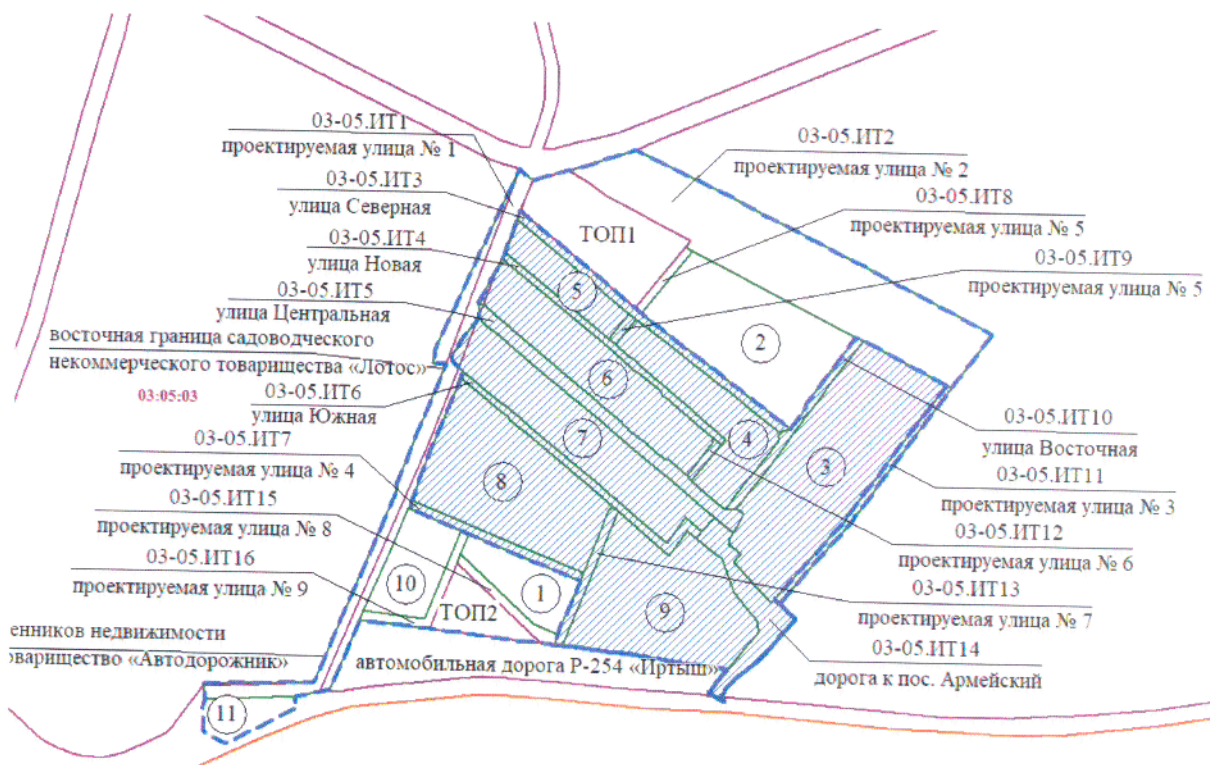 03-05.ИТ1
проектируемая улица № 1
03-05.ИТ3
улица Северная
03-05.ИТ4
улица Новая
03-05.ИТ5
улица Центральная
восточная граница садоводческого
некоммерческого товарищества «Лотос»
03:05:03
03-05.ИТ6
улица Южная
03-05.ИТ7
проектируемая улица № 4
03-05.ИТ15
проектируемая улица № 8
03-05.ИТ16
проектируемая улица № 9
енников недвижимости
оварищество «Автодорожник»
автомобильная дорога Р-254 «Иртыш»
ТОП1
ТОП2
5
2
6
4
7
3
8
10
1
9
11
03-05.ИТ2
проектируемая улица № 2
03-05.ИТ8
проектируемая улица № 5
03-05.ИТ9
проектируемая улица № 5
03-05.ИТ10
улица Восточная
03-05.ИТ11
проектируемая улица № 3
03-05.ИТ12
проектируемая улица № 6
03-05.ИТ13
проектируемая улица № 7
03-05.ИТ14
дорога к пос. Армейский